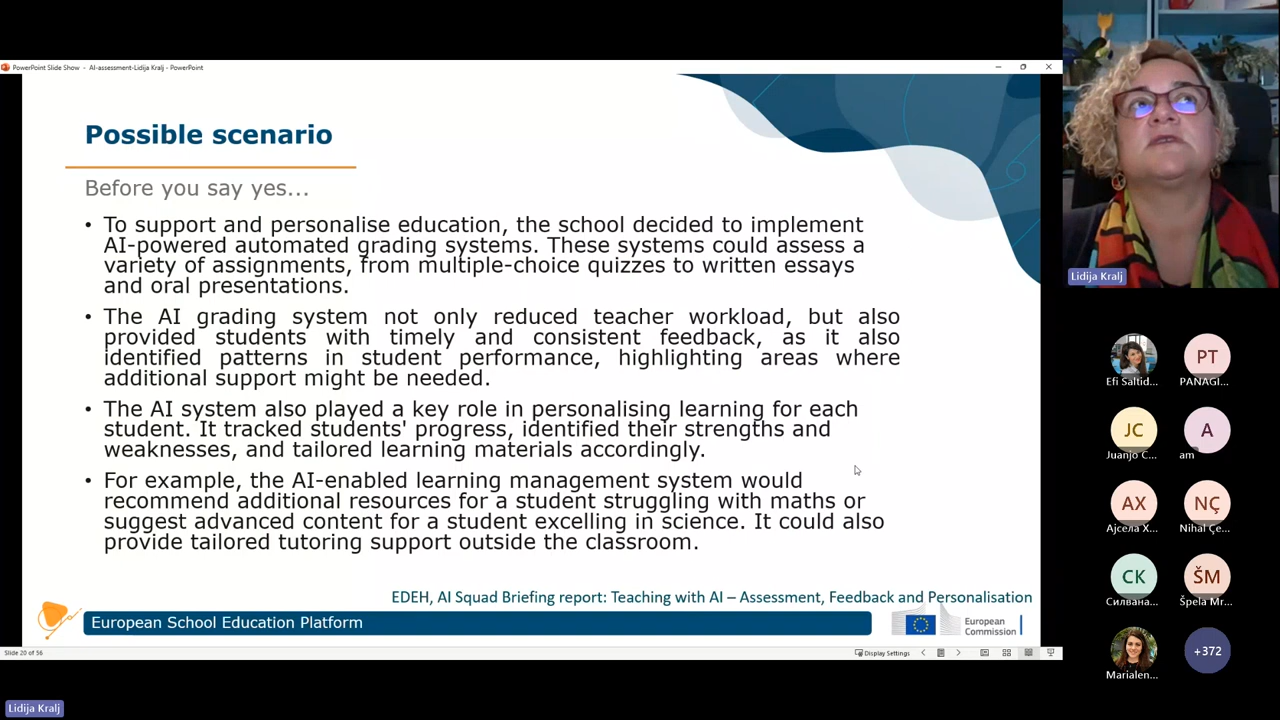 PowerPoint Slide Show - AI-assessment-Lidija Kralj - PowerPoint
Possible scenario
Before you say yes...
• To support and personalise education, the school decided to implement
AI-powered automated grading systems. These systems could assess a
variety of assignments, from multiple-choice quizzes to written essays
and oral presentations.
• The AI grading system not only reduced teacher workload, but also
provided students with timely and consistent feedback, as it also
identified patterns in student performance, highlighting areas where
additional support might be needed.
• The AI system also played a key role in personalising learning for each
student. It tracked students' progress, identified their strengths and
weaknesses, and tailored learning materials accordingly.
• For example, the AI-enabled learning management system would
recommend additional resources for a student struggling with maths or
suggest advanced content for a student excelling in science. It could also
provide tailored tutoring support outside the classroom.
EDEH, AI Squad Briefing report: Teaching with AI – Assessment, Feedback and Personalisation
European School Education Platform
European
Commission
Slide 20 of 56
Display Settings
Lidija Kralj
Lidija Kralj
PT
Efi Saltid...
PANAGI...
JC
A
Juanjo C...
am
AX
NÇ
Ајсела Х...
Nihal Çe...
СК
ŠM
Силвана...
Špela Mr...
Marialen...
+372